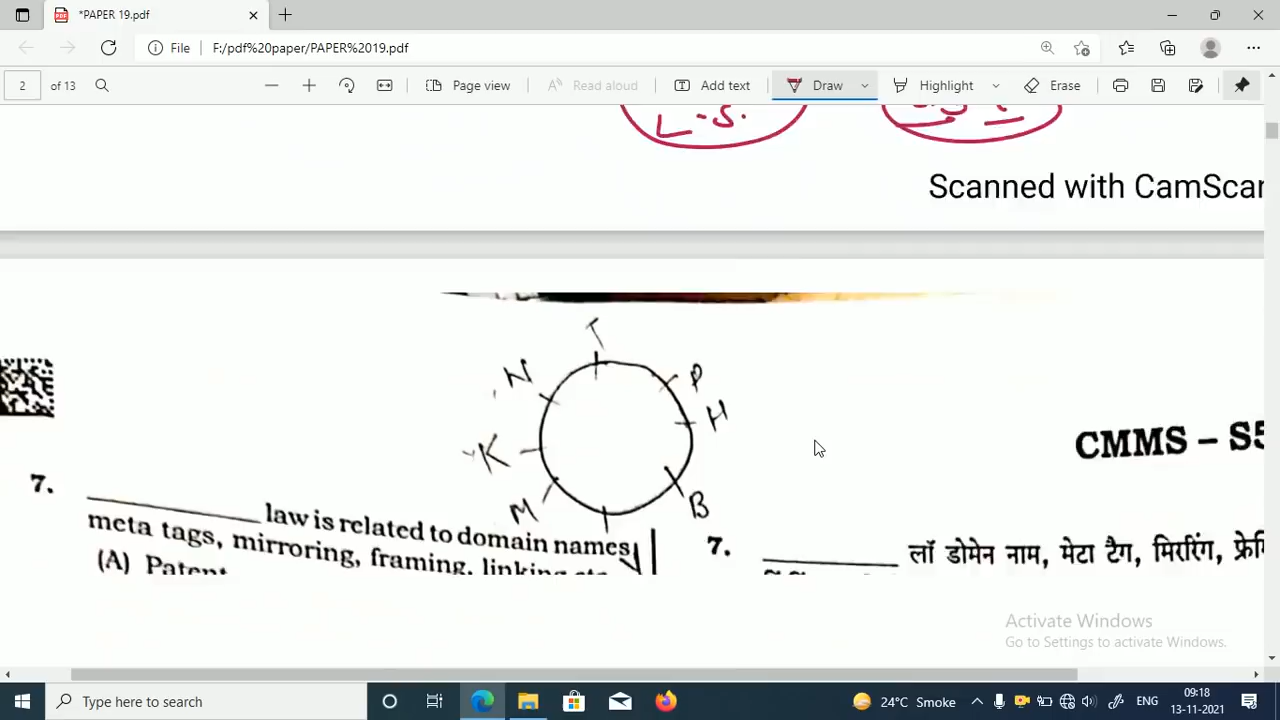 *PAPER 19.pdf
File F:/pdf%20paper/PAPER%2019.pdf
2 of 13 Page view Read aloud Add text Draw Highlight Erase
L.S.
Scanned with CamScan
T
N P
H
K
M B
CMMS – S5
7. ________ law is related to domain names,
meta tags, mirroring, framing, linking etc
(A) Patent
7. ________ लॉ डोमेन नाम, मेटा टैग, मिररिंग, फ्रेमि
Activate Windows
Go to Settings to activate Windows.
Type here to search 24°C Smoke ENG 09:18
13-11-2021